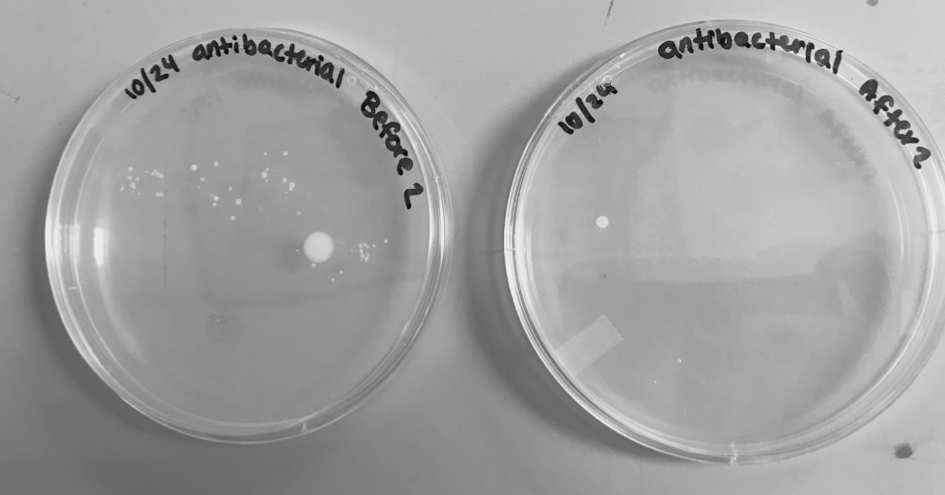 10/24 antibacterial Before 2
10/24 antibacterial After 2